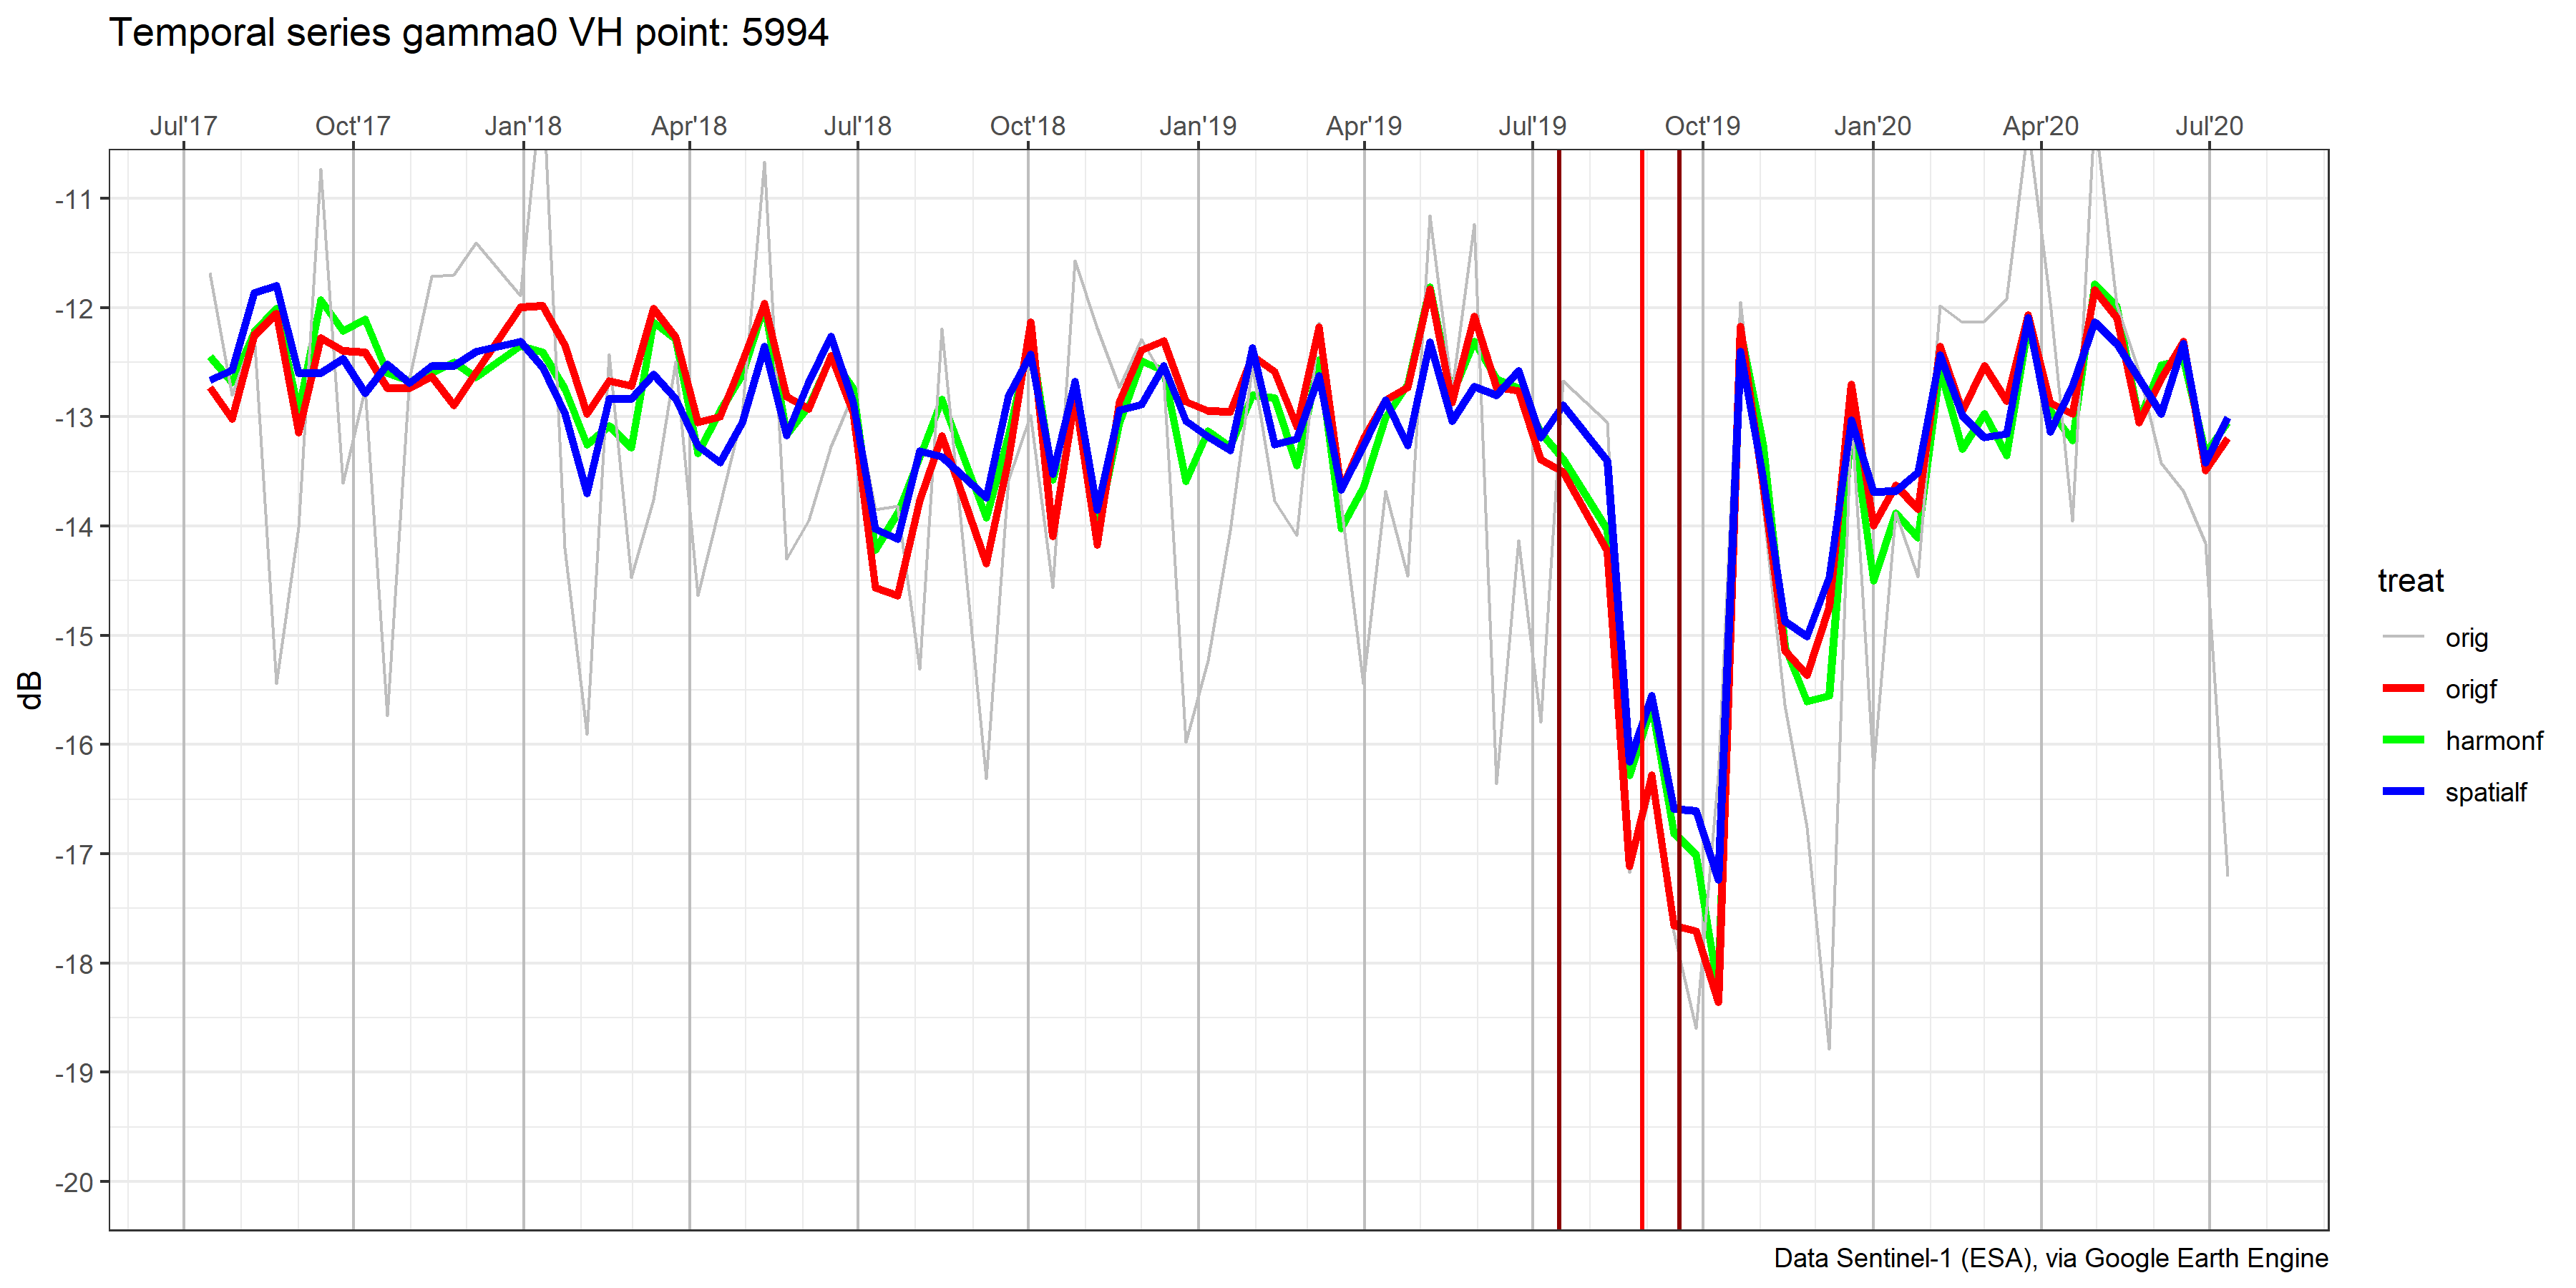 Temporal series gamma0 VH point: 5994
Jul'17 Oct'17 Jan'18 Apr'18 Jul'18 Oct'18 Jan'19 Apr'19 Jul'19 Oct'19 Jan'20 Apr'20 Jul'20
-11
-12
-13
-14
-15
-16
-17
-18
-19
-20
dB
treat
orig
origf
harmonf
spatialf
Data Sentinel-1 (ESA), via Google Earth Engine